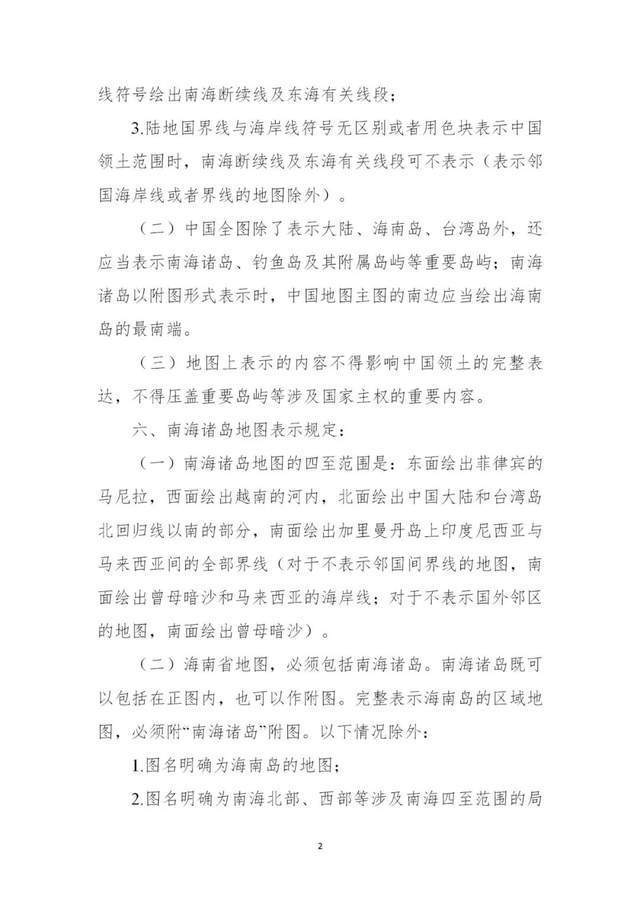 线符号绘出南海断续线及东海有关线段；
3.陆地国界线与海岸线符号无区别或者用色块表示中国
领土范围时，南海断续线及东海有关线段可不表示（表示邻
国海岸线或者界线的地图除外）。
（二）中国全图除了表示大陆、海南岛、台湾岛外，还
应当表示南海诸岛、钓鱼岛及其附属岛屿等重要岛屿；南海
诸岛以附图形式表示时，中国地图主图的南边应当绘出海南
岛的最南端。
（三）地图上表示的内容不得影响中国领土的完整表
达，不得压盖重要岛屿等涉及国家主权的重要内容。
六、南海诸岛地图表示规定：
（一）南海诸岛地图的四至范围是：东面绘出菲律宾的
马尼拉，西面绘出越南的河内，北面绘出中国大陆和台湾岛
北回归线以南的部分，南面绘出加里曼丹岛上印度尼西亚与
马来西亚间的全部界线（对于不表示邻国间界线的地图，南
面绘出曾母暗沙和马来西亚的海岸线；对于不表示国外邻区
的地图，南面绘出曾母暗沙）。
（二）海南省地图，必须包括南海诸岛。南海诸岛既可
以包括在正图内，也可以作附图。完整表示海南岛的区域地
图，必须附“南海诸岛”附图。以下情况除外：
1.图名明确为海南岛的地图；
2.图名明确为南海北部、西部等涉及南海四至范围的局
2